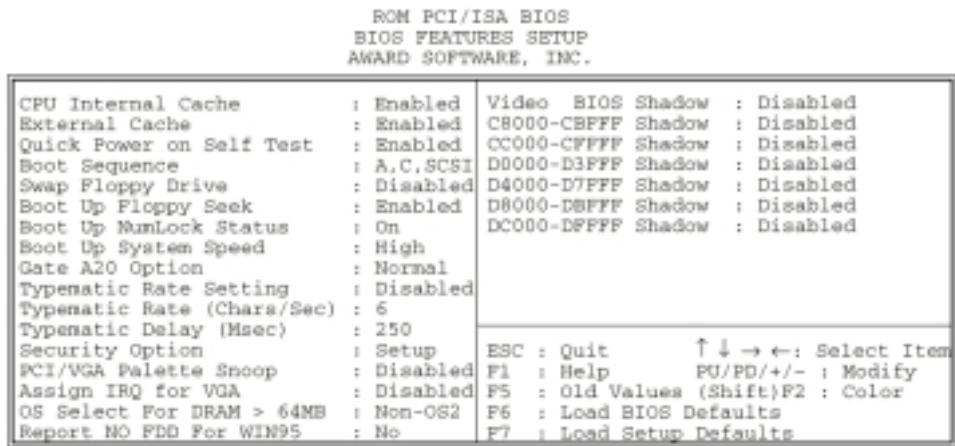 ROM PCI/ISA BIOS
BIOS FEATURES SETUP
AWARD SOFTWARE, INC.
CPU Internal Cache : Enabled
External Cache : Enabled
Quick Power on Self Test : Enabled
Boot Sequence : A,C,SCSI
Swap Floppy Drive : Disabled
Boot Up Floppy Seek : Enabled
Boot Up NumLock Status : On
Boot Up System Speed : High
Gate A20 Option : Normal
Typematic Rate Setting : Disabled
Typematic Rate (Chars/Sec) : 6
Typematic Delay (Msec) : 250
Security Option : Setup
PCI/VGA Palette Snoop : Disabled
Assign IRQ for VGA : Disabled
OS Select For DRAM > 64MB : Non-OS2
Report NO FDD For WIN95 : No
Video BIOS Shadow : Disabled
C8000-CBFFF Shadow : Disabled
CC000-CFFFF Shadow : Disabled
D0000-D3FFF Shadow : Disabled
D4000-D7FFF Shadow : Disabled
D8000-DBFFF Shadow : Disabled
DC000-DFFFF Shadow : Disabled
ESC : Quit ↑ ↓ → ←: Select Item
F1 : Help PU/PD/+/- : Modify
F5 : Old Values (Shift)F2 : Color
F6 : Load BIOS Defaults
F7 : Load Setup Defaults